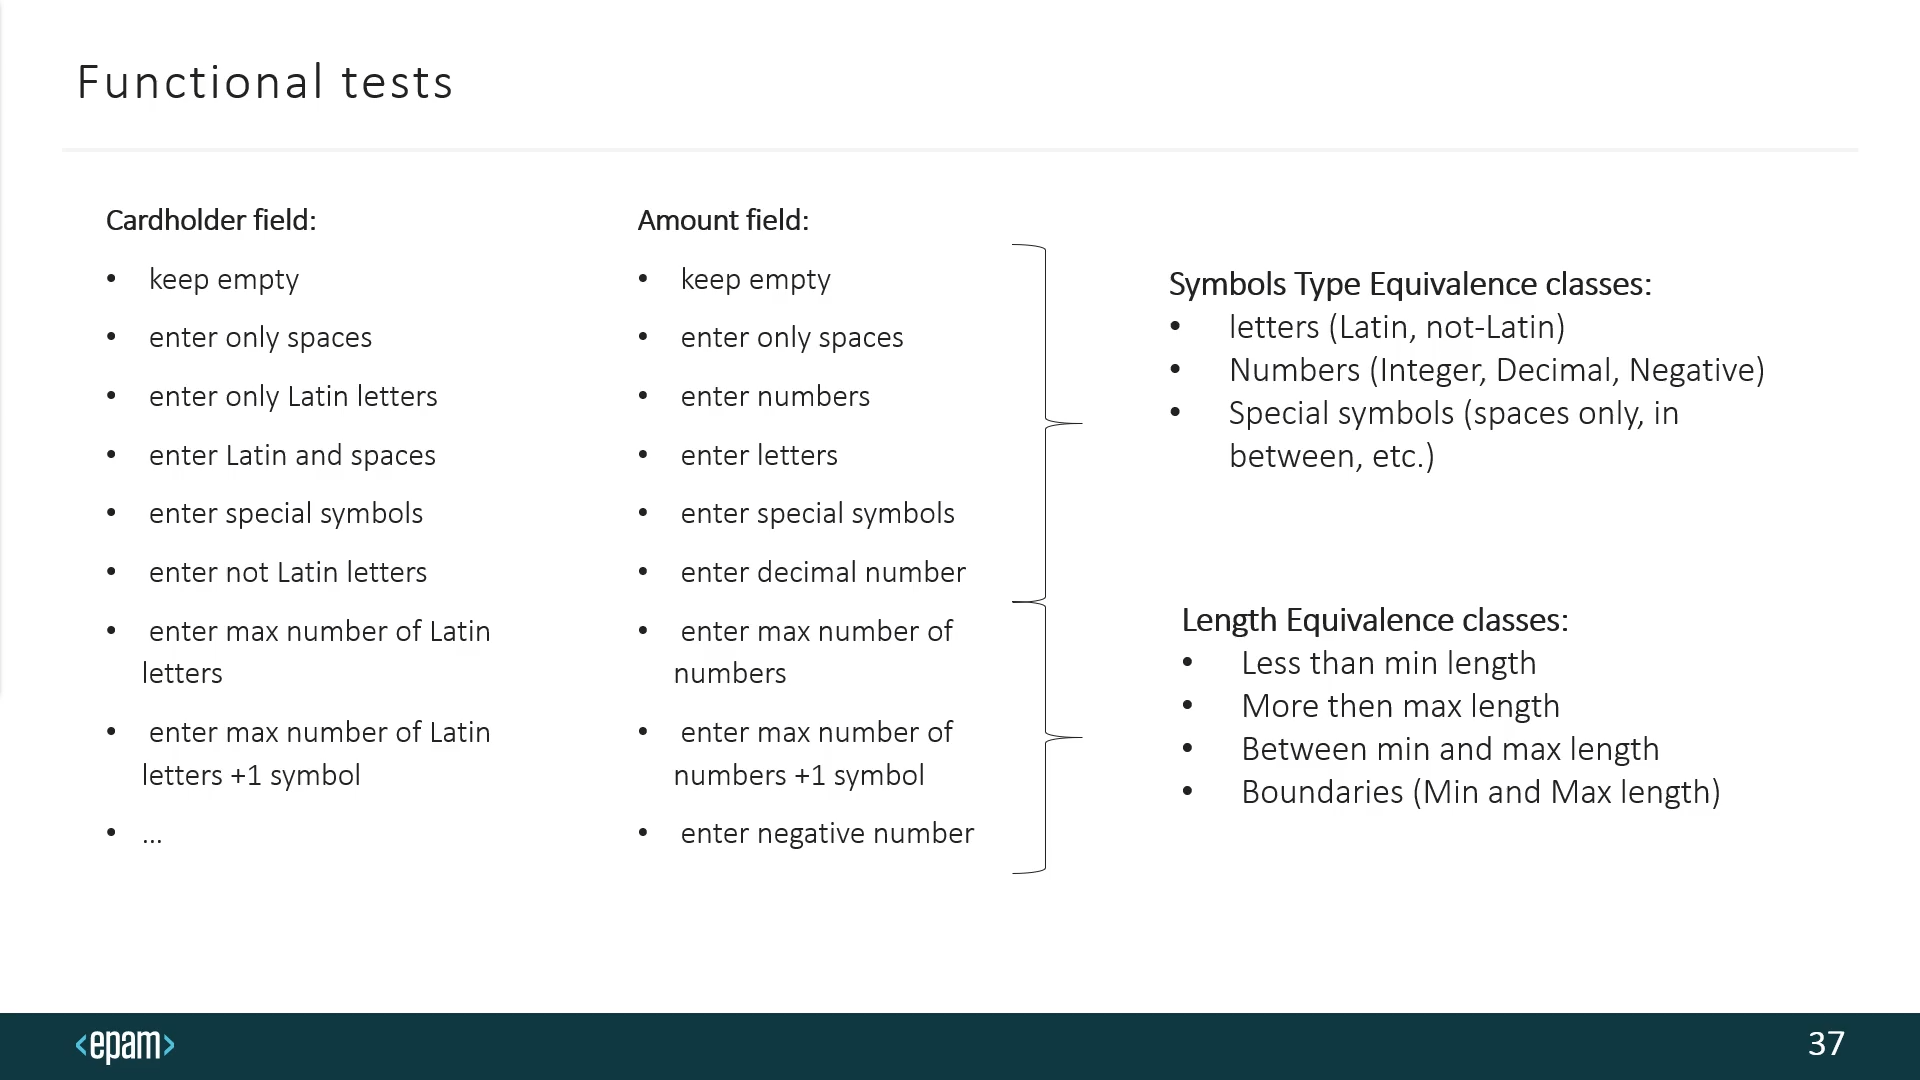 Functional tests
Cardholder field:
• keep empty
• enter only spaces
• enter only Latin letters
• enter Latin and spaces
• enter special symbols
• enter not Latin letters
• enter max number of Latin
letters
• enter max number of Latin
letters +1 symbol
• ...
Amount field:
• keep empty
• enter only spaces
• enter numbers
• enter letters
• enter special symbols
• enter decimal number
• enter max number of
numbers
• enter max number of
numbers +1 symbol
• enter negative number
Symbols Type Equivalence classes:
• letters (Latin, not-Latin)
• Numbers (Integer, Decimal, Negative)
• Special symbols (spaces only, in
between, etc.)
Length Equivalence classes:
• Less than min length
• More then max length
• Between min and max length
• Boundaries (Min and Max length)
<epam>
37